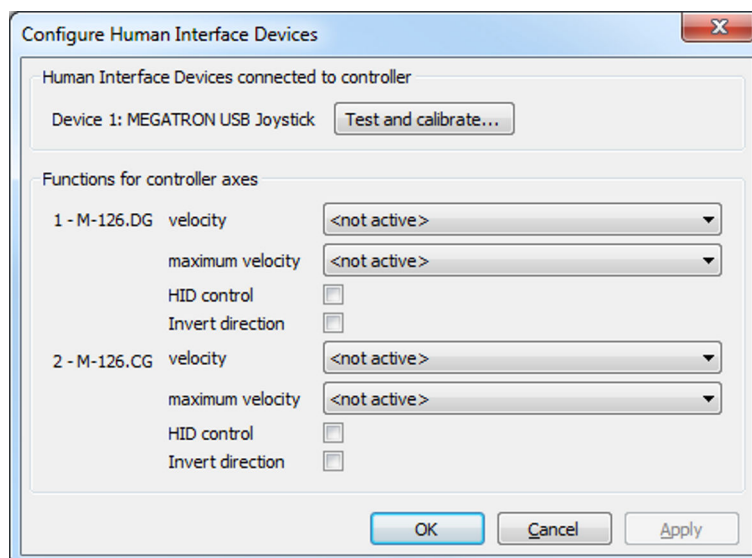 Configure Human Interface Devices
Human Interface Devices connected to controller
Device 1: MEGATRON USB Joystick Test and calibrate...
Functions for controller axes
1 - M-126.DG velocity <not active>
maximum velocity <not active>
HID control
Invert direction
2 - M-126.CG velocity <not active>
maximum velocity <not active>
HID control
Invert direction
OK Cancel Apply